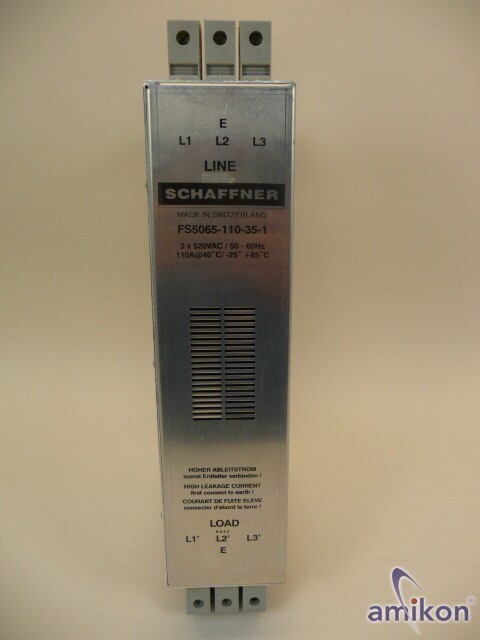 E
L1 L2 L3
LINE
SCHAFFNER
MADE IN SWITZERLAND
FS5065-110-35-1
3 x 520VAC / 50 - 60Hz
110A@40°C/ -25° +85°C
HOHER ABLEITSTROM
zuerst Erdleiter verbinden !
HIGH LEAKAGE CURRENT
first connect to earth !
COURANT DE FUITE ELEVE
connecter d'abord la terre !
LOAD
L1' L2' L3'
E
amikon